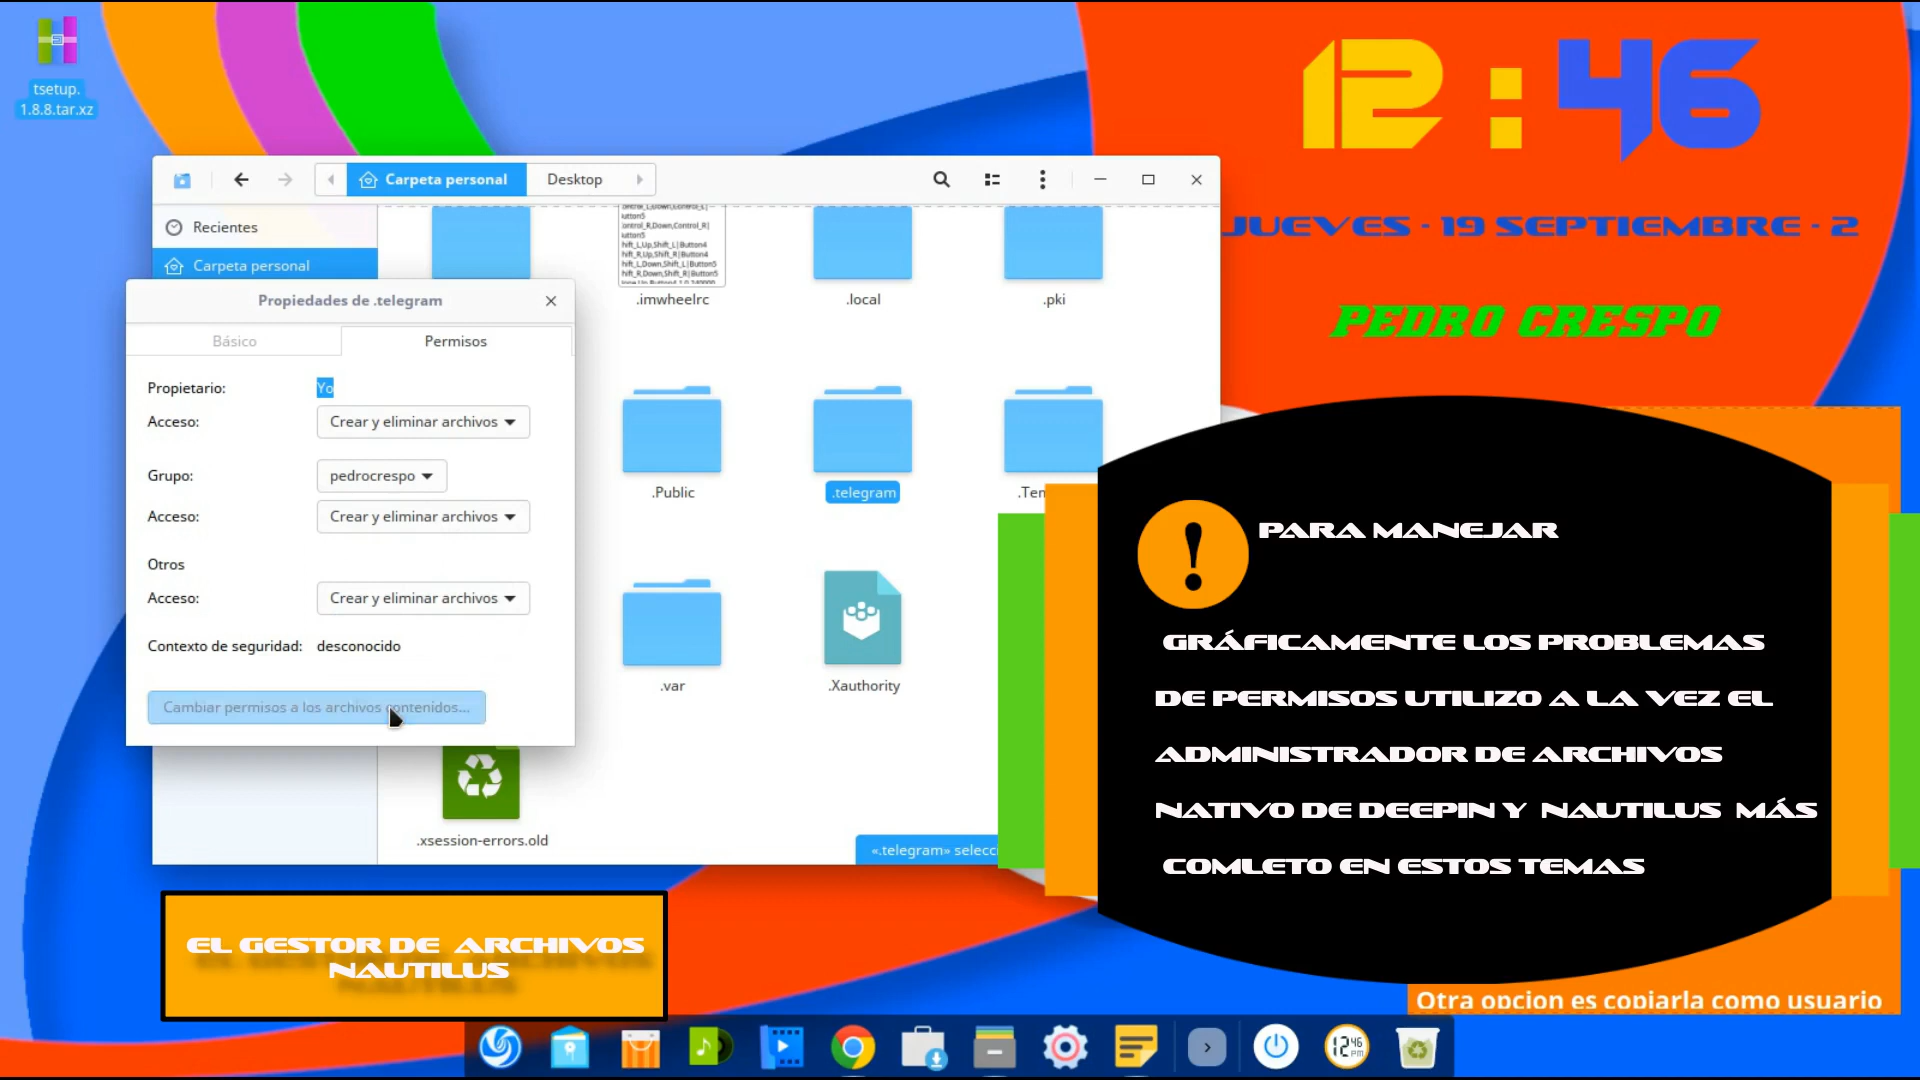 tsetup.
1.8.8.tar.xz
12:46
JUEVES - 19 SEPTIEMBRE - 2
PEDRO CRESPO
Carpeta personal
Desktop
Recientes
Carpeta personal
.imwheelrc
.local
.pki
Propiedades de .telegram
Básico
Permisos
Propietario:
Yo
Acceso:
Crear y eliminar archivos
Grupo:
pedrocrespo
Acceso:
Crear y eliminar archivos
Otros
Acceso:
Crear y eliminar archivos
Contexto de seguridad:
desconocido
Cambiar permisos a los archivos contenidos...
.Public
.telegram
.var
.Xauthority
.xsession-errors.old
«.telegram» selecci
!
PARA MANEJAR
GRÁFICAMENTE LOS PROBLEMAS
DE PERMISOS UTILIZO A LA VEZ EL
ADMINISTRADOR DE ARCHIVOS
NATIVO DE DEEPIN Y NAUTILUS MÁS
COMLETO EN ESTOS TEMAS
EL GESTOR DE ARCHIVOS
NAUTILUS
Otra opcion es copiarla como usuario
12 46
PM